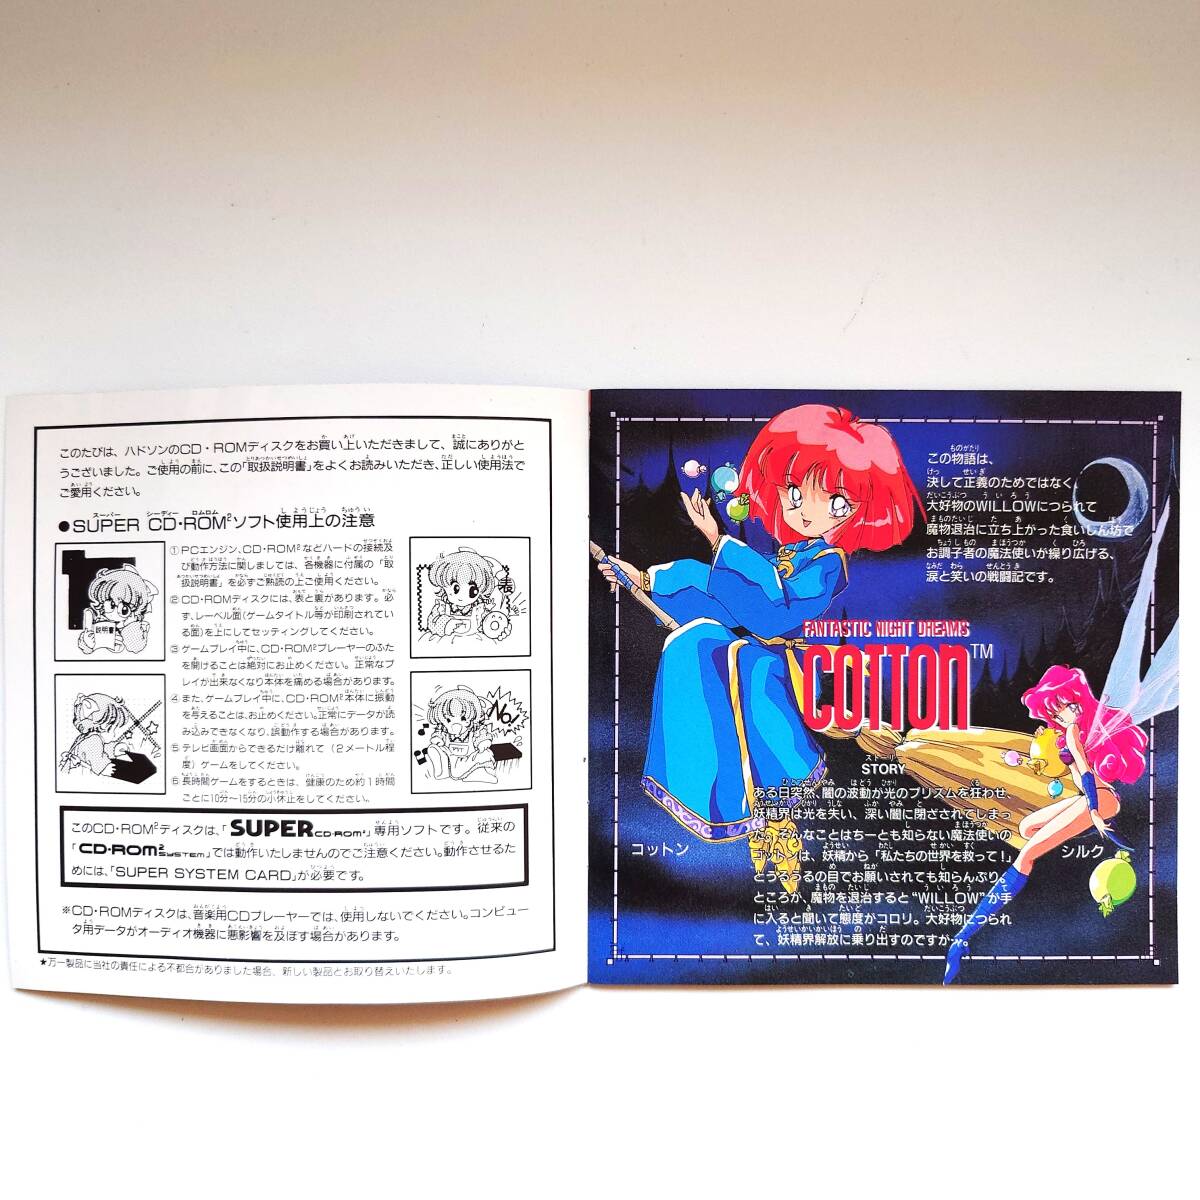 このたびは、ハドソンのCD・ROMディスクをお買い上いただきまして、誠にありがと
うございました。ご使用の前に、この「取扱説明書」をよくお読みいただき、正しい使用法で
ご愛用ください。
●SUPER CD・ROM²ソフト使用上の注意
①PCエンジン、CD・ROM²などハードの接続及
び動作方法に関しましては、各機器に付属の「取
扱説明書」を必ずご熟読の上ご使用ください。
②CD・ROMディスクには、表と裏があります。必
ず、レーベル面(ゲームタイトル等が印刷されてい
る面)を上にしてセッティングしてください。
③ゲームプレイ中に、CD・ROM²プレーヤーのふた
を開けることは絶対にお止めください。正常なプ
レイが出来なくなり本体を痛める場合があります。
④また、ゲームプレイ中に、CD・ROM²本体に振動
を与えることは、お止めください。正常にデータが読
み込みできなくなり、誤動作する場合があります。
⑤テレビ画面からできるだけ離れて(2メートル程
度)ゲームをしてください。
⑥長時間ゲームをするときは、健康のため約1時間
ごとに10分〜15分の小休止をしてください。
説明書
表
No!
このCD・ROM²ディスクは、「SUPER CD・ROM²」専用ソフトです。従来の
「CD・ROM² SYSTEM」では動作いたしませんのでご注意ください。動作させるた
めには、「SUPER SYSTEM CARD」が必要です。
※CD・ROMディスクは、音楽用CDプレーヤーでは、使用しないでください。コンピュー
タ用データがオーディオ機器に悪影響を及ぼす場合があります。
★万一製品に当社の責任による不都合がありました場合、新しい製品とお取り替えいたします。
この物語は、
決して正義のためではなく、
大好物のWILLOWにつられて
魔物退治に立ち上がった食いしん坊で
お調子者の魔法使いが繰り広げる、
涙と笑いの戦闘記です。
FANTASTIC NIGHT DREAMS
COTTON™
ストーリー
STORY
ある日突然、闇の波動が光のプリズムを狂わせ、
妖精界は光を失い、深い闇に閉ざされてしまっ
た。そんなことはちーとも知らない魔法使いの
コットンは、妖精から「私たちの世界を救って!」
とうるうるの目でお願いされても知らんぷり。
ところが、魔物を退治すると"WILLOW"が手
に入ると聞いて態度がコロリ。大好物につられ
て、妖精界解放に乗り出すのですが〜。
コットン
シルク